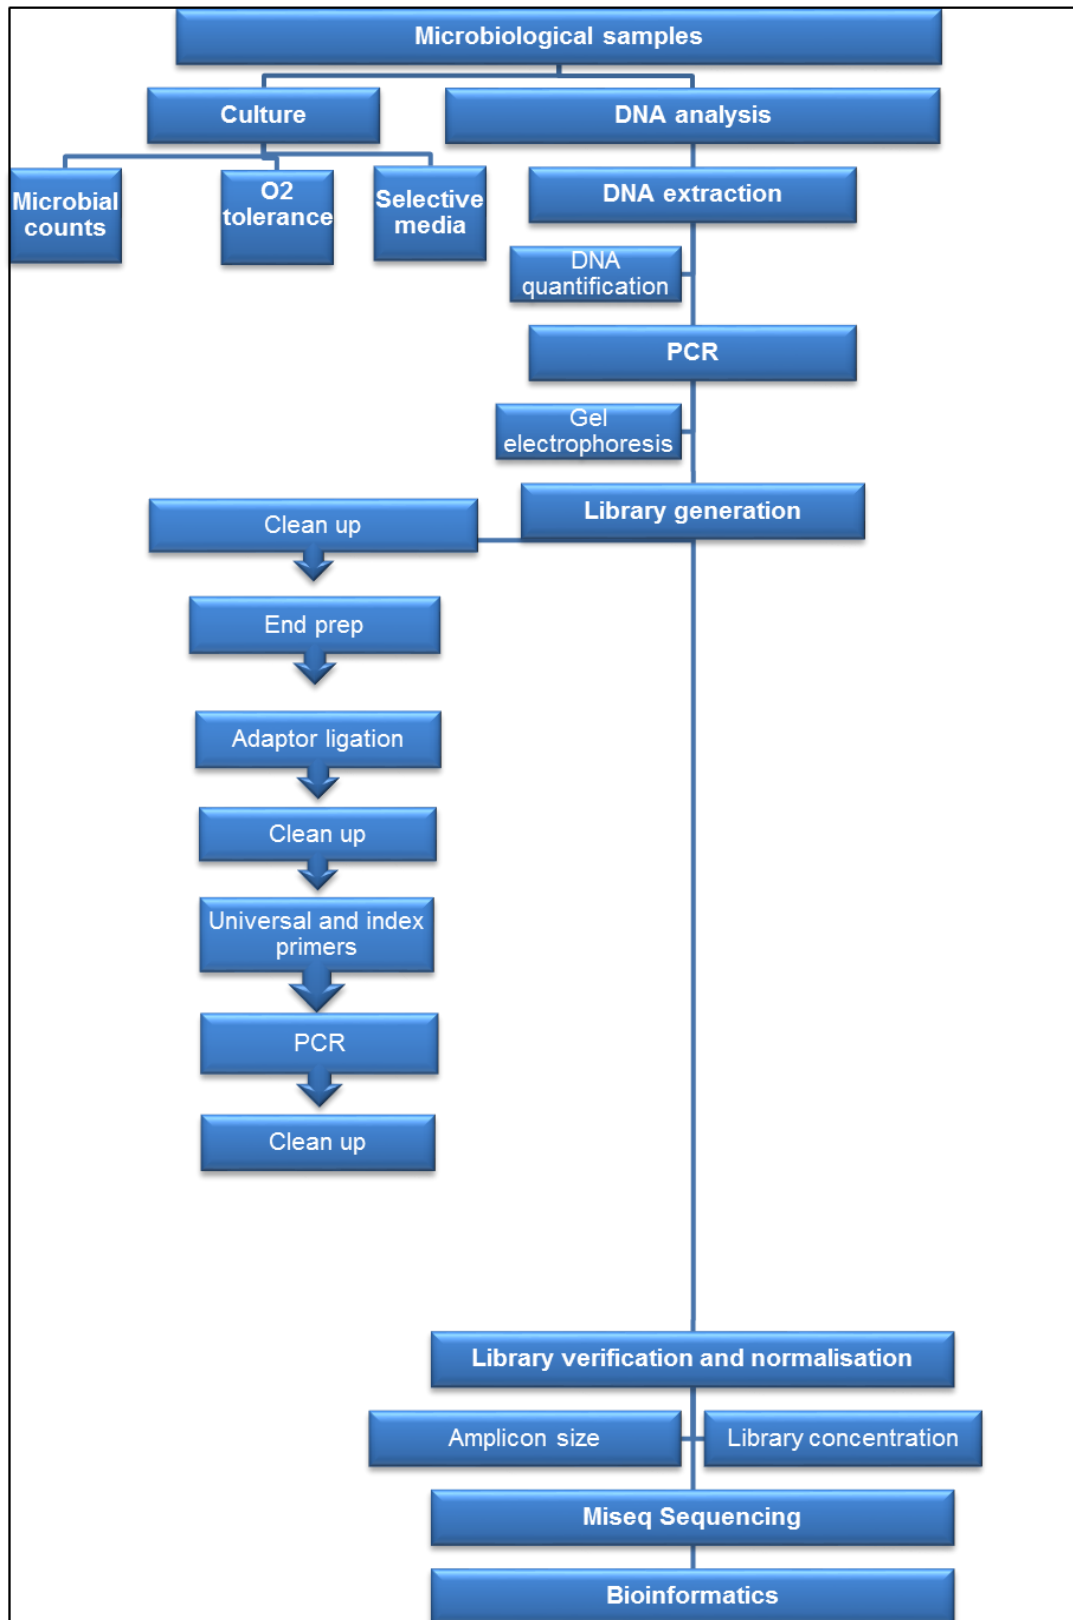 Microbiological samples
Culture
DNA analysis
Microbial
counts
O2
tolerance
Selective
media
DNA extraction
DNA
quantification
PCR
Gel
electrophoresis
Library generation
Clean up
End prep
Adaptor ligation
Clean up
Universal and index
primers
PCR
Clean up
Library verification and normalisation
Amplicon size
Library concentration
Miseq Sequencing
Bioinformatics